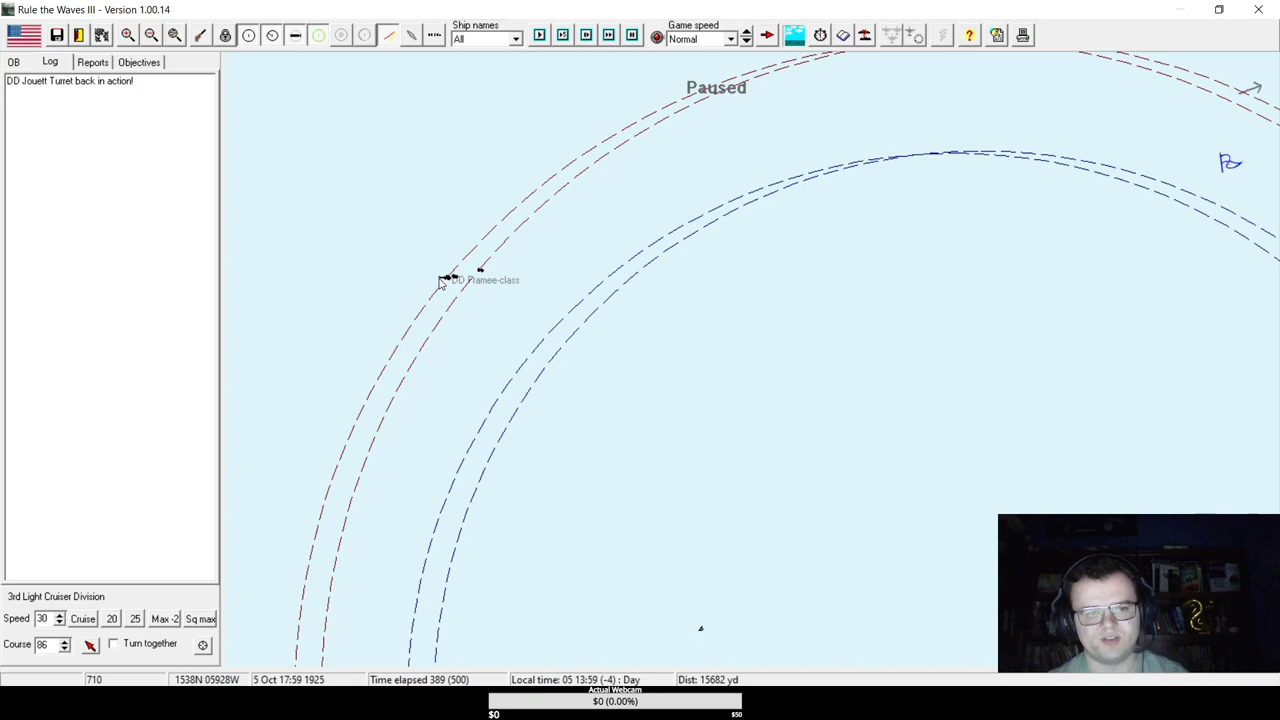 Rule the Waves III - Version 1.00.14
Ship names
All
Game speed
Normal
OB
Log
Reports
Objectives
DD Jouett Turret back in action!
Paused
DD Framee-class
3rd Light Cruiser Division
Speed 30 Cruise 20 25 Max -2 Sq max
Course 86 Turn together
710
1538N 05928W
5 Oct 17:59 1925
Time elapsed 389 (500)
Local time: 05 13:59 (-4) : Day
Dist: 15682 yd
Actual Webcam
$0 (0.00%)
$0
$50